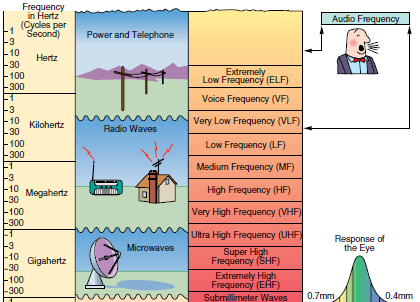 Frequency
in Hertz
(Cycles per
Second)
1
3
10
30
100
300
Hertz
1
3
10
30
100
300
Kilohertz
1
3
10
30
100
300
Megahertz
1
3
10
30
100
300
Gigahertz
Power and Telephone
Radio Waves
Microwaves
Extremely
Low Frequency (ELF)
Voice Frequency (VF)
Very Low Frequency (VLF)
Low Frequency (LF)
Medium Frequency (MF)
High Frequency (HF)
Very High Frequency (VHF)
Ultra High Frequency (UHF)
Super High
Frequency (SHF)
Extremely High
Frequency (EHF)
Submillimeter Waves
Audio Frequency
Response of
the Eye
0.7mm
0.4mm